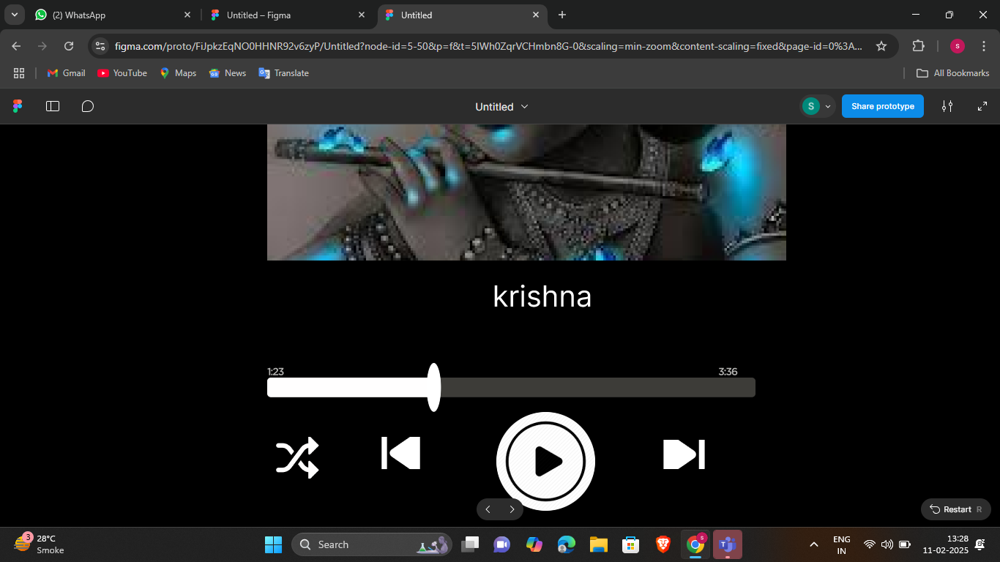 (2) WhatsApp
Untitled – Figma
Untitled
figma.com/proto/FiJpkzEqNO0HHNR92v6zyP/Untitled?node-id=5-50&p=f&t=5IWh0ZqrVCHmbn8G-0&scaling=min-zoom&content-scaling=fixed&page-id=0%3A...
S
Gmail
YouTube
Maps
News
Translate
All Bookmarks
Untitled
S
Share prototype
krishna
1:23
3:36
Restart R
3
28°C
Smoke
Search
S
ENG
IN
13:28
11-02-2025